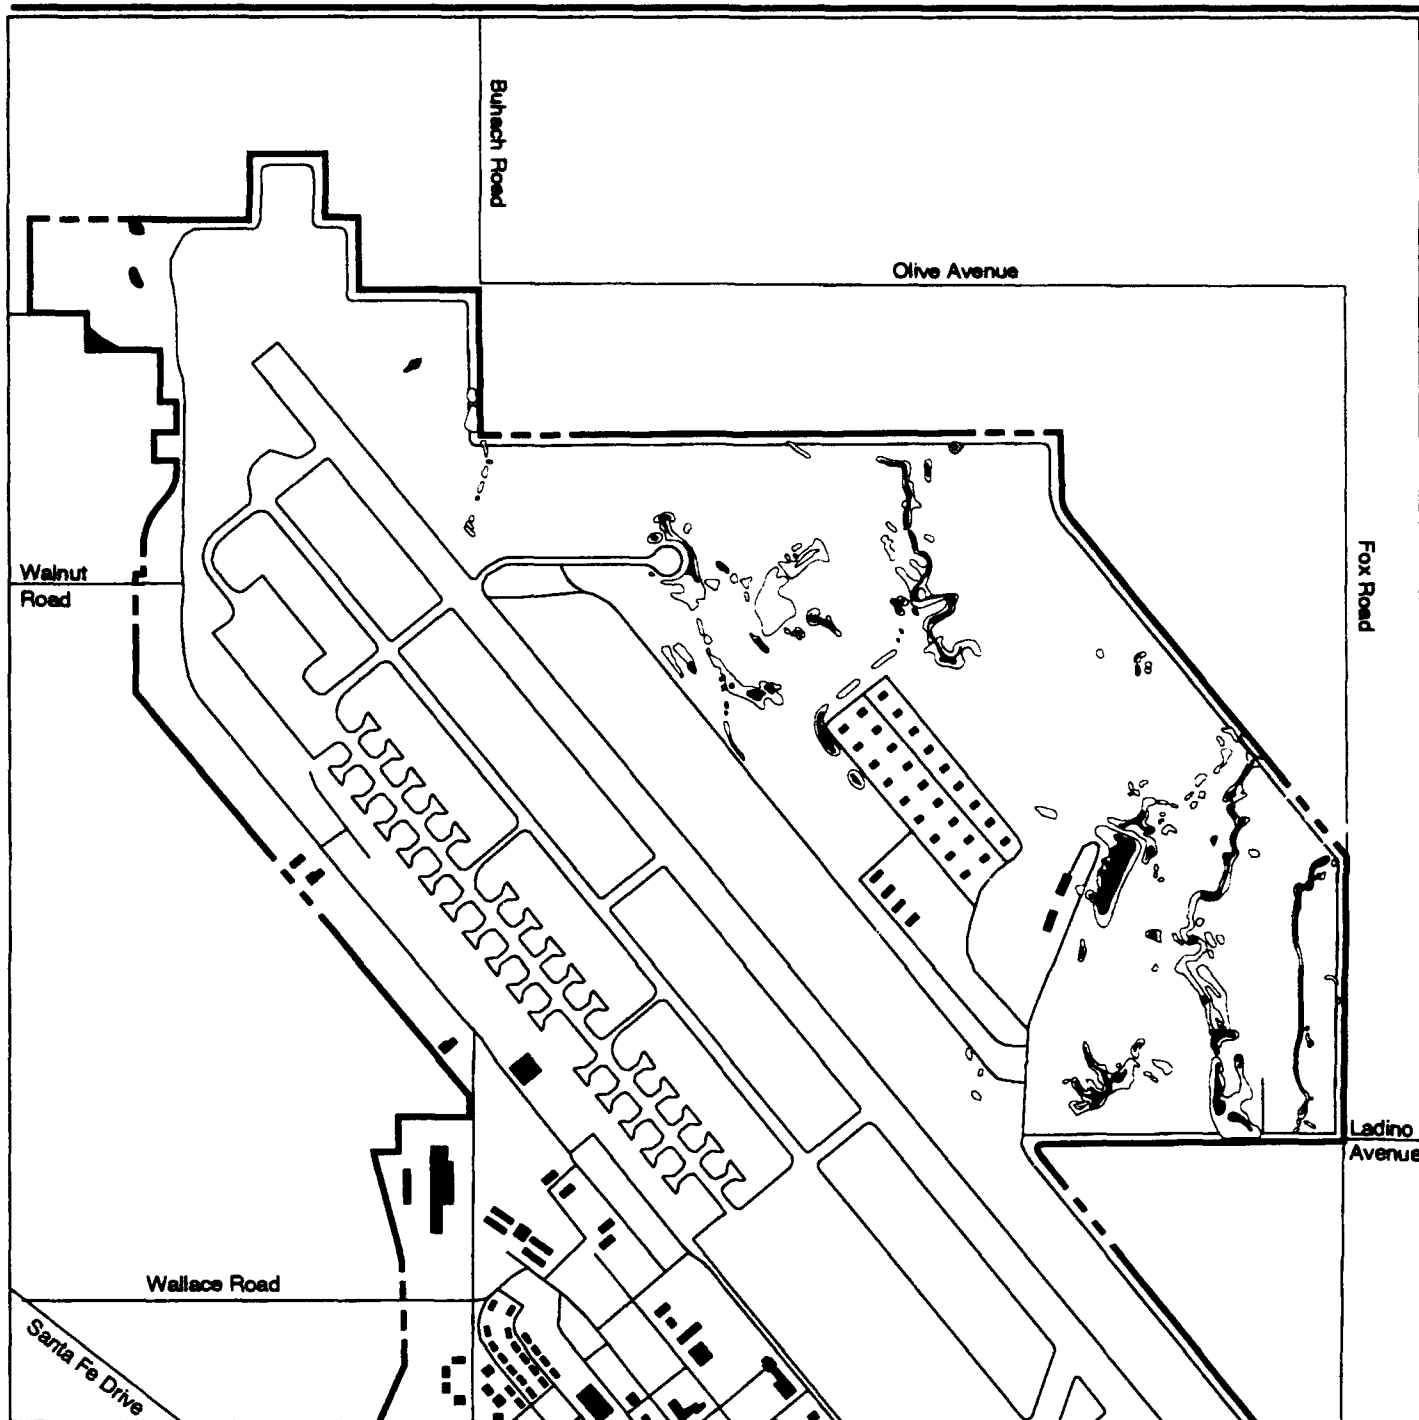 Buhach Road
Olive Avenue
Fox Road
Walnut
Road
Ladino
Avenue
Wallace Road
Santa Fe Drive